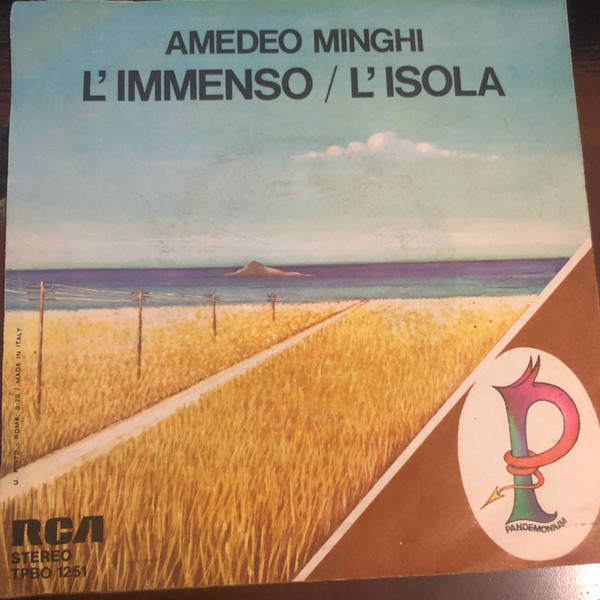 AMEDEO MINGHI
L'IMMENSO / L'ISOLA
PANDEMONIUM
RCA
STEREO
TPBO 1251
MADE IN ITALY